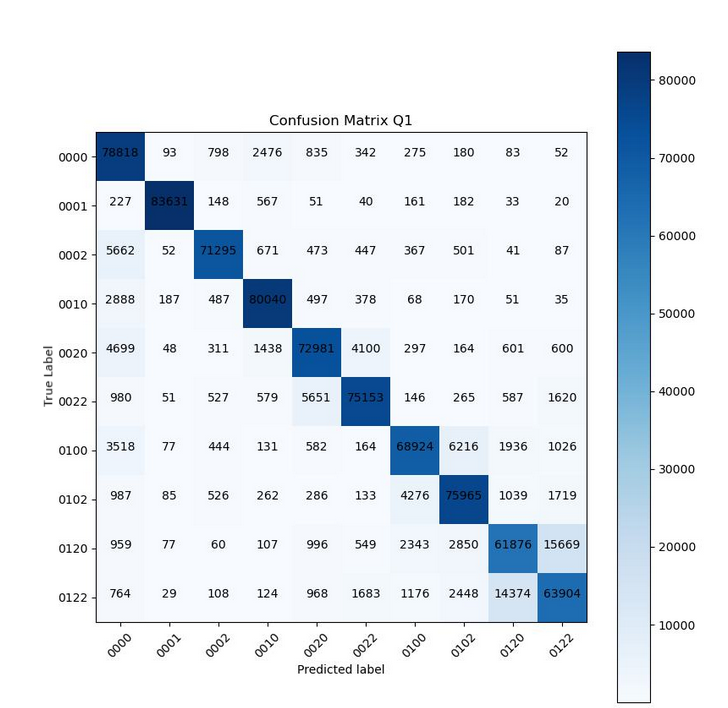 Confusion Matrix Q1
0000 78818 93 798 2476 835 342 275 180 83 52
0001 227 83631 148 567 51 40 161 182 33 20
0002 5662 52 71295 671 473 447 367 501 41 87
0010 2888 187 487 80040 497 378 68 170 51 35
0020 4699 48 311 1438 72981 4100 297 164 601 600
0022 980 51 527 579 5651 75153 146 265 587 1620
0100 3518 77 444 131 582 164 68924 6216 1936 1026
0102 987 85 526 262 286 133 4276 75965 1039 1719
0120 959 77 60 107 996 549 2343 2850 61876 15669
0122 764 29 108 124 968 1683 1176 2448 14374 63904
0000 0001 0002 0010 0020 0022 0100 0102 0120 0122
Predicted label
True Label
80000
70000
60000
50000
40000
30000
20000
10000